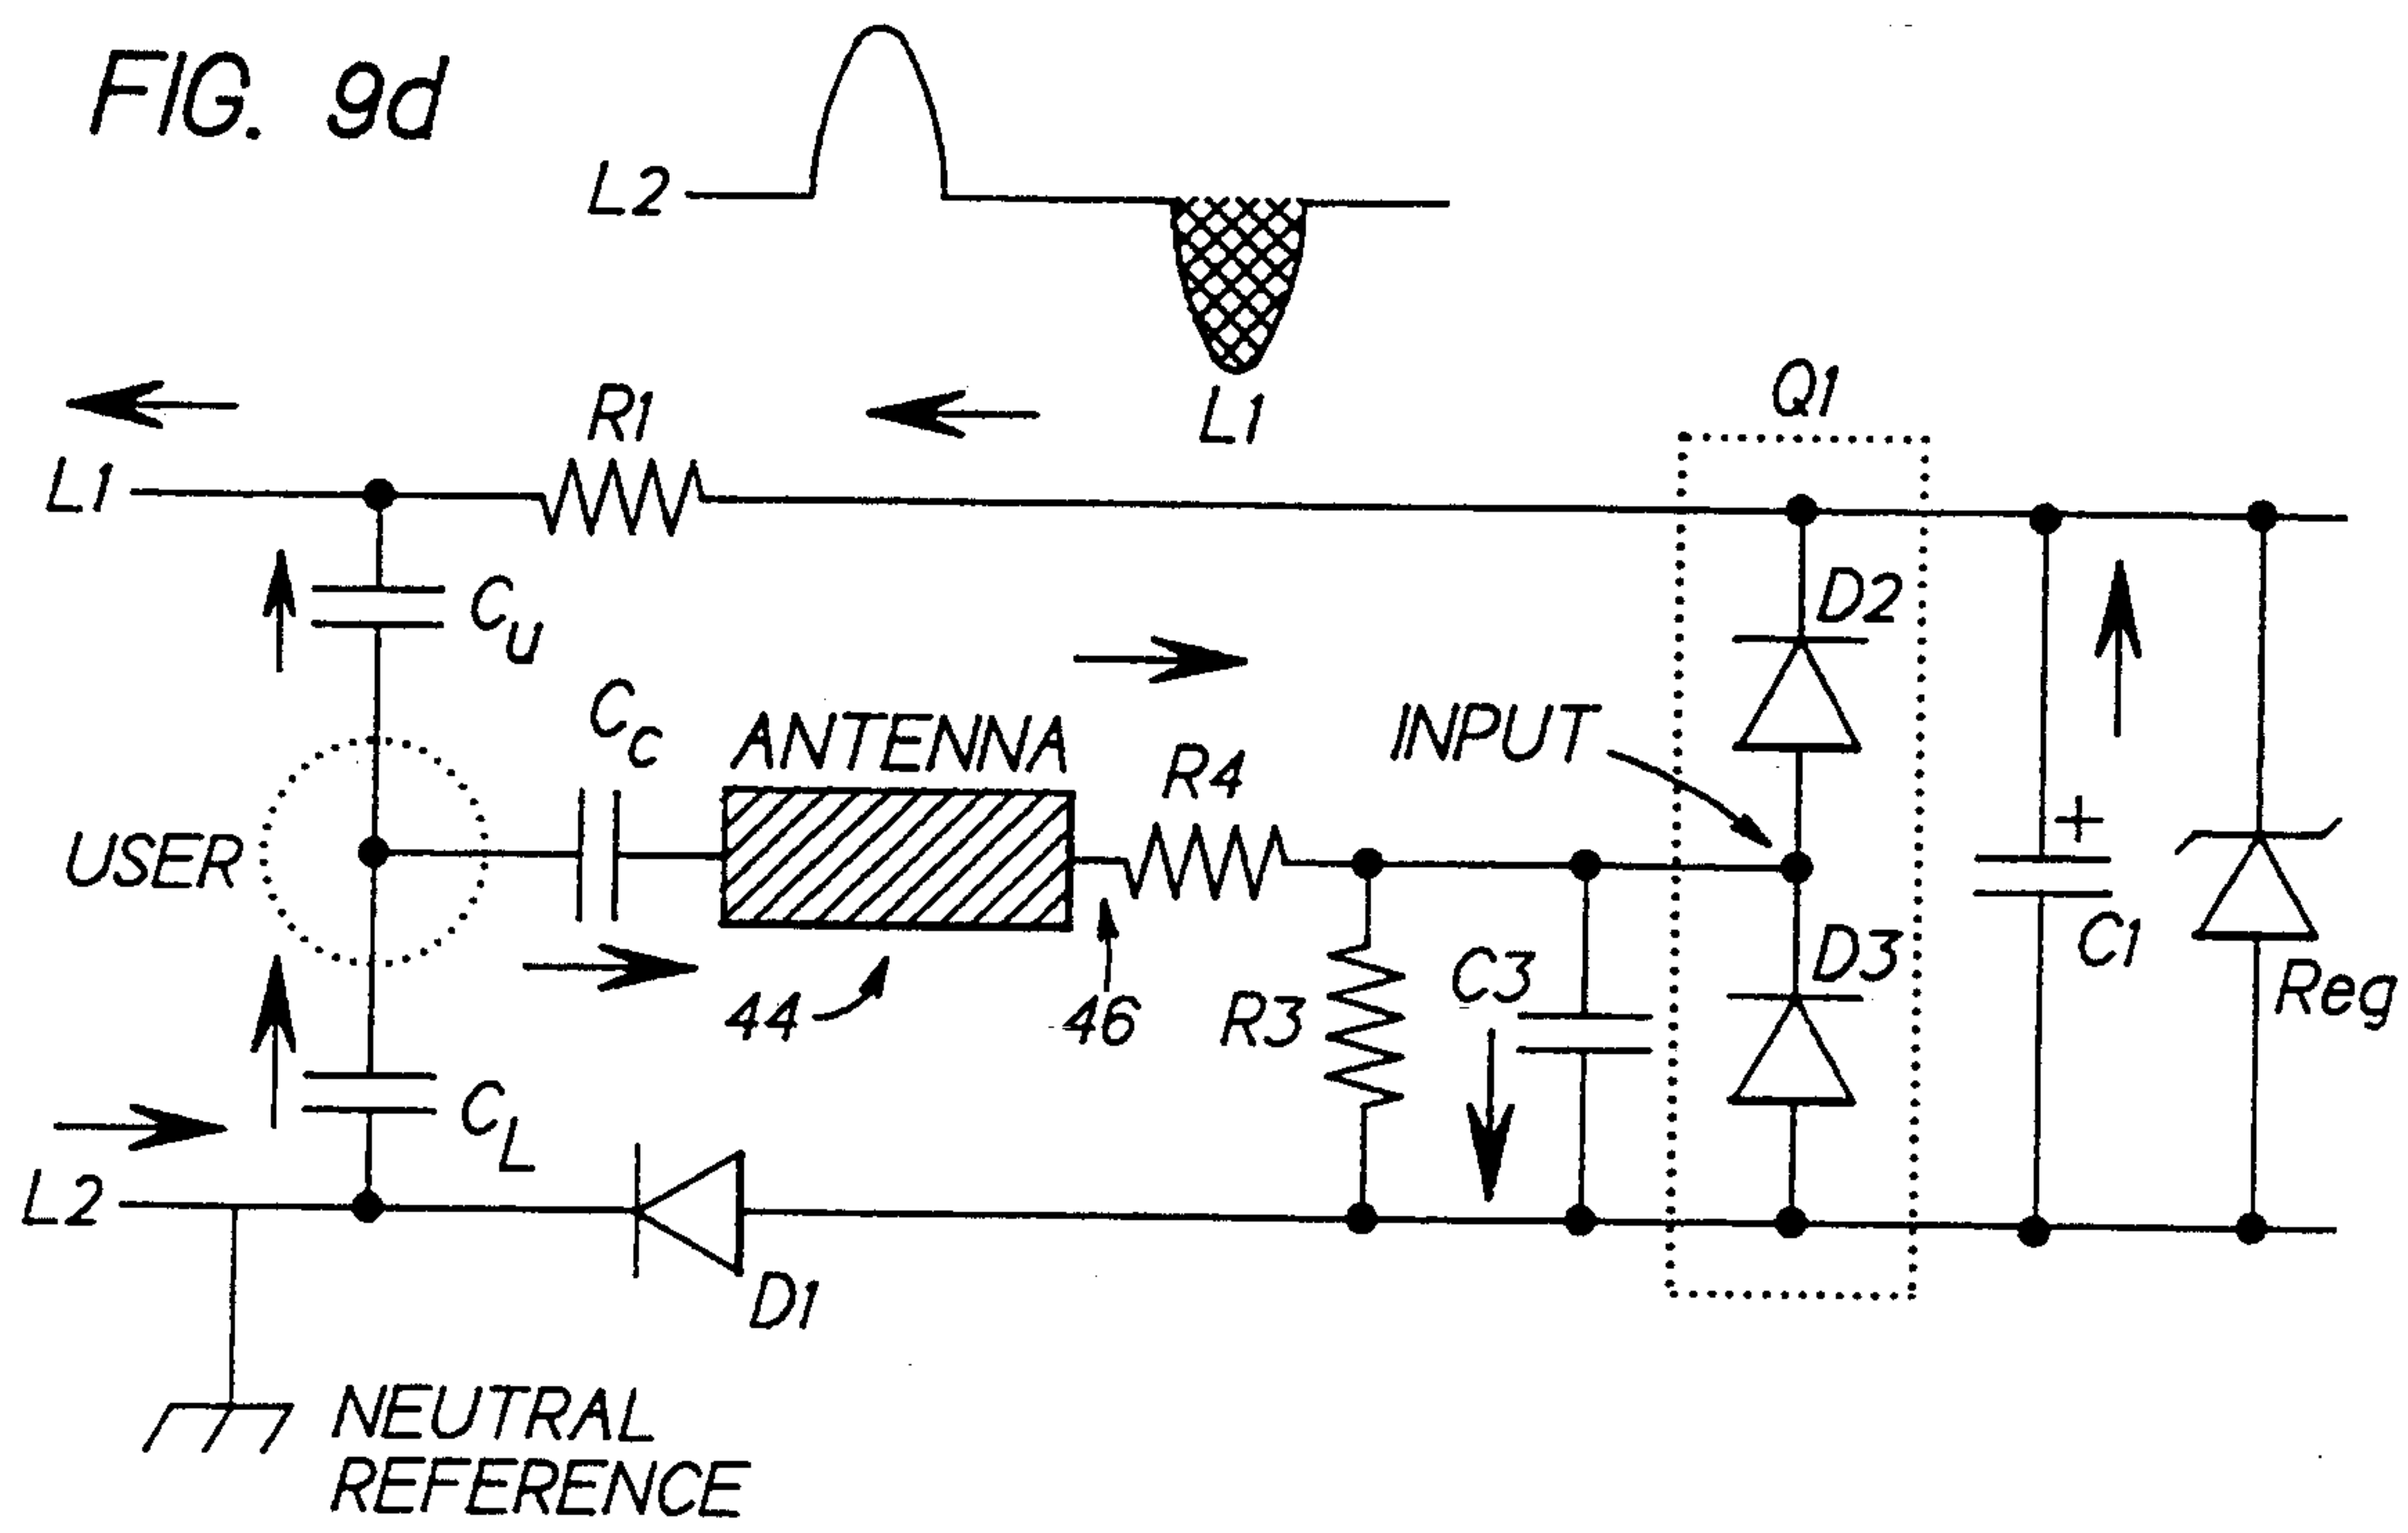 FIG. 9d
L2
L1
Q1
R1
L1
D2
CU
CC
ANTENNA
R4
INPUT
USER
+
C1
D3
Reg
C3
R3
44
46
CL
L2
D1
NEUTRAL
REFERENCE